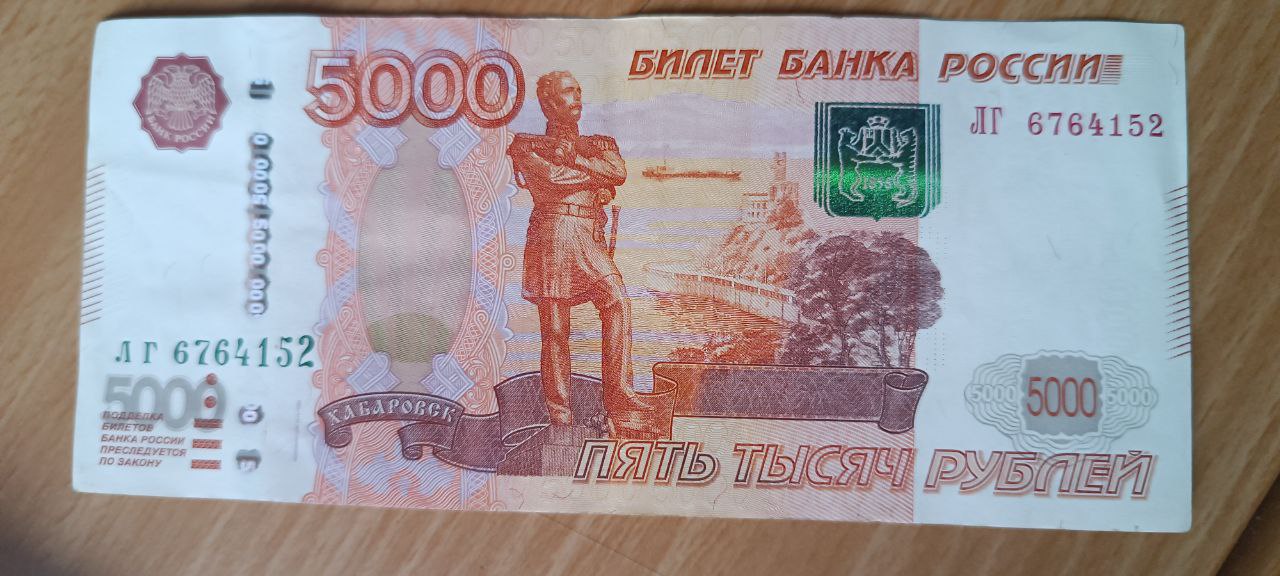 5000
БИЛЕТ БАНКА РОССИИ
ЛГ 6764152
БАНК РОССИИ
1858
ЛГ 6764152
5000
ПОДДЕЛКА
БИЛЕТОВ
БАНКА РОССИИ
ПРЕСЛЕДУЕТСЯ
ПО ЗАКОНУ
ХАБАРОВСК
5000 5000 5000
ПЯТЬ ТЫСЯЧ РУБЛЕЙ